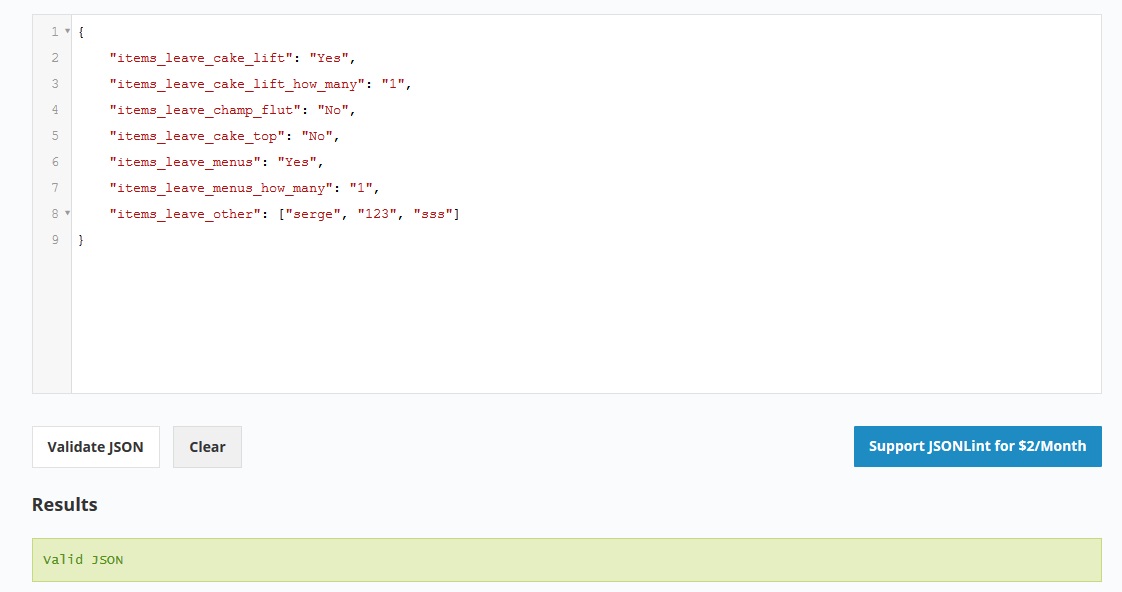 1 {
2 "items_leave_cake_lift": "Yes",
3 "items_leave_cake_lift_how_many": "1",
4 "items_leave_champ_flut": "No",
5 "items_leave_cake_top": "No",
6 "items_leave_menus": "Yes",
7 "items_leave_menus_how_many": "1",
8 "items_leave_other": ["serge", "123", "sss"]
9 }
Validate JSON Clear Support JSONLint for $2/Month
Results
Valid JSON